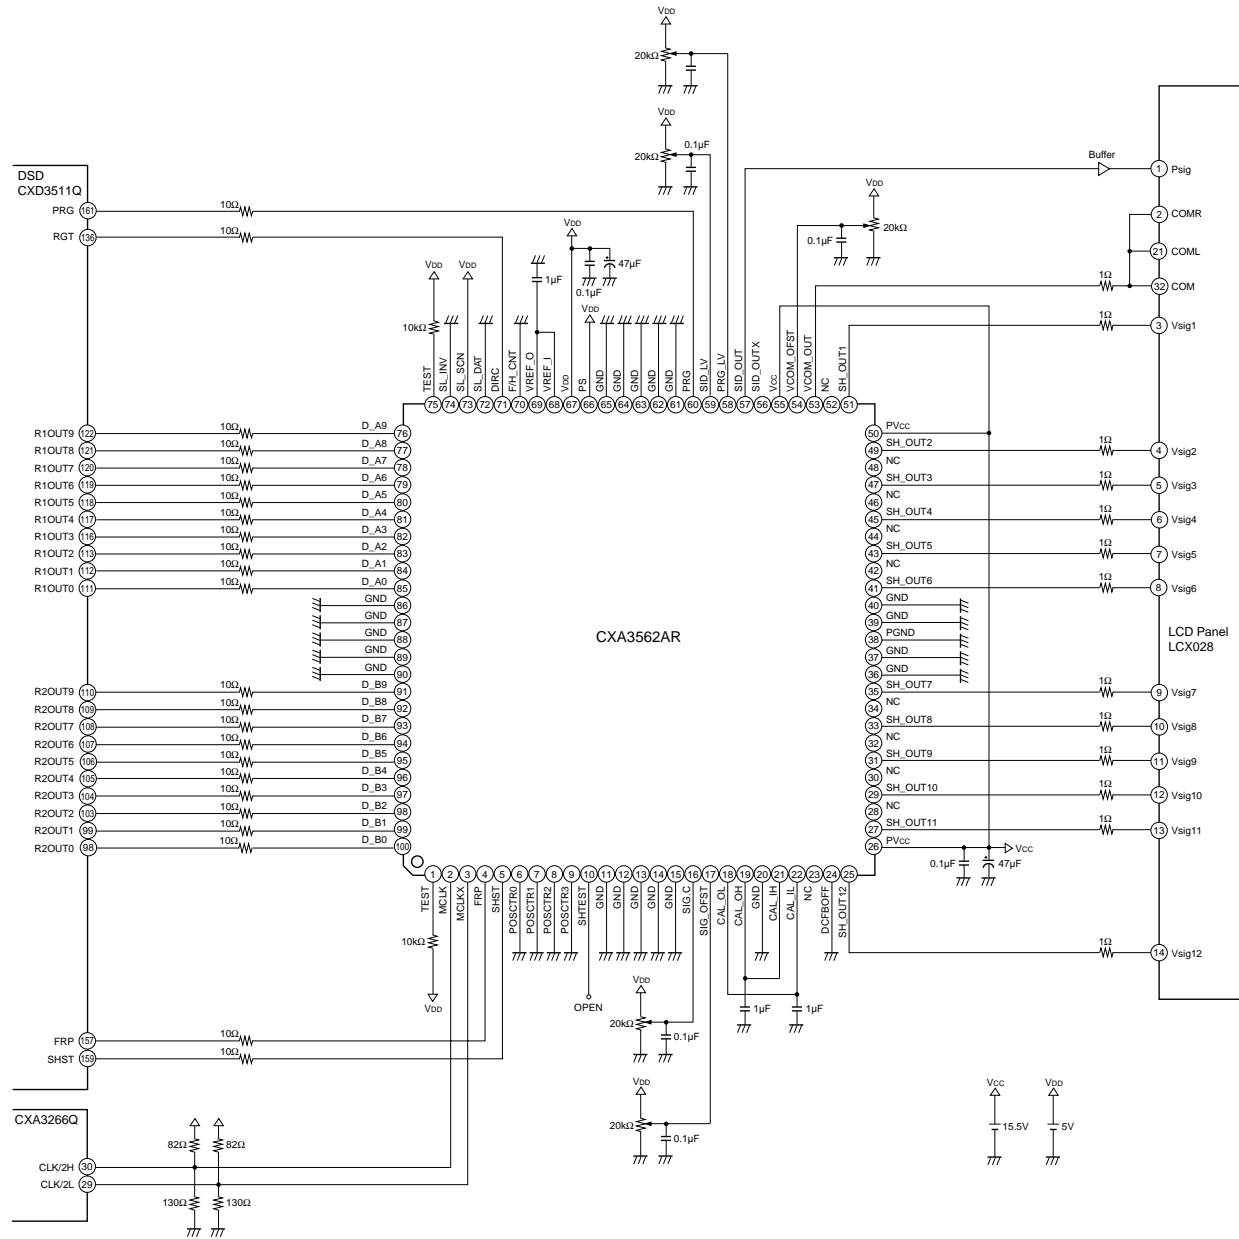 VDD
20kΩ
VDD
20kΩ
0.1µF
DSD
CXD3511Q
PRG 161
10Ω
RGT 136
10Ω
Buffer
1 Psig
2 COMR
21 COML
32 COM
1Ω
3 Vsig1
1Ω
VDD
20kΩ
0.1µF
VDD
0.1µF
47µF
1µF
VDD
VDD
10kΩ
VDD
TEST
SL_INV
SL_SCN
SL_DAT
DIRC
F/H_CNT
VREF_O
VREF_I
VDD
PS
GND
GND
GND
GND
GND
PRG
SID_LV
PRG_LV
SID_OUT
SID_OUTX
VCC
VCOM_OFST
VCOM_OUT
NC
SH_OUT1
75 74 73 72 71 70 69 68 67 66 65 64 63 62 61 60 59 58 57 56 55 54 53 52 51
R1OUT9 122 10Ω D_A9 76
R1OUT8 121 10Ω D_A8 77
R1OUT7 120 10Ω D_A7 78
R1OUT6 119 10Ω D_A6 79
R1OUT5 118 10Ω D_A5 80
R1OUT4 117 10Ω D_A4 81
R1OUT3 116 10Ω D_A3 82
R1OUT2 113 10Ω D_A2 83
R1OUT1 112 10Ω D_A1 84
R1OUT0 111 10Ω D_A0 85
GND 86
GND 87
GND 88
GND 89
GND 90
R2OUT9 110 10Ω D_B9 91
R2OUT8 109 10Ω D_B8 92
R2OUT7 108 10Ω D_B7 93
R2OUT6 107 10Ω D_B6 94
R2OUT5 106 10Ω D_B5 95
R2OUT4 105 10Ω D_B4 96
R2OUT3 104 10Ω D_B3 97
R2OUT2 103 10Ω D_B2 98
R2OUT1 99 10Ω D_B1 99
R2OUT0 98 10Ω D_B0 100
CXA3562AR
50 PVCC
49 SH_OUT2 1Ω 4 Vsig2
48 NC
47 SH_OUT3 1Ω 5 Vsig3
46 NC
45 SH_OUT4 1Ω 6 Vsig4
44 NC
43 SH_OUT5 1Ω 7 Vsig5
42 NC
41 SH_OUT6 1Ω 8 Vsig6
40 GND
39 GND
38 PGND
37 GND
36 GND
LCD Panel
LCX028
35 SH_OUT7 1Ω 9 Vsig7
34 NC
33 SH_OUT8 1Ω 10 Vsig8
32 NC
31 SH_OUT9 1Ω 11 Vsig9
30 NC
29 SH_OUT10 1Ω 12 Vsig10
28 NC
27 SH_OUT11 1Ω 13 Vsig11
26 PVCC
VCC
0.1µF
47µF
1 2 3 4 5 6 7 8 9 10 11 12 13 14 15 16 17 18 19 20 21 22 23 24 25
TEST
MCLK
MCLKX
FRP
SHST
POSCTR0
POSCTR1
POSCTR2
POSCTR3
SHTEST
GND
GND
GND
GND
GND
SIG.C
SIG_OFST
CAL_OL
CAL_OH
GND
CAL_IH
CAL_IL
NC
DCFBOFF
SH_OUT12
1Ω
14 Vsig12
10kΩ
VDD
OPEN
1µF
1µF
VDD
20kΩ
0.1µF
FRP 157 10Ω
SHST 159 10Ω
VDD
20kΩ
0.1µF
CXA3266Q
82Ω
82Ω
CLK/2H 30
CLK/2L 29
130Ω
130Ω
VCC
15.5V
VDD
5V